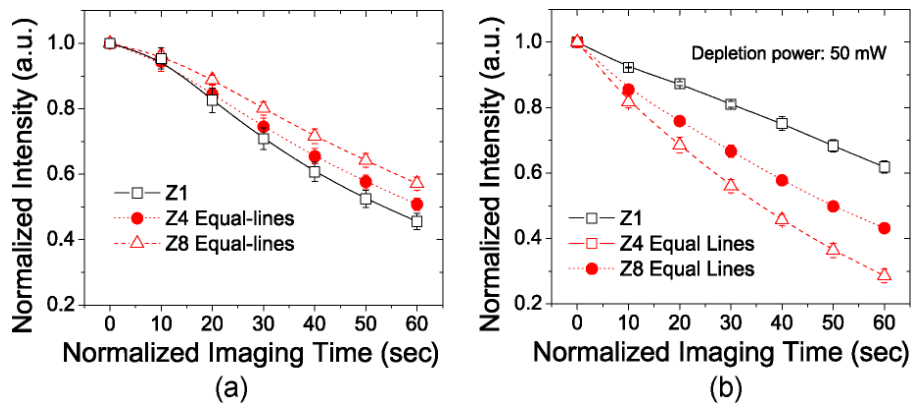 Normalized Intensity (a.u.)
1.0
0.8
0.6
0.4
0.2
Z1
Z4 Equal-lines
Z8 Equal-lines
0 10 20 30 40 50 60
Normalized Imaging Time (sec)
(a)
Normalized Intensity (a.u.)
1.0
0.8
0.6
0.4
0.2
Depletion power: 50 mW
Z1
Z4 Equal Lines
Z8 Equal Lines
0 10 20 30 40 50 60
Normalized Imaging Time (sec)
(b)